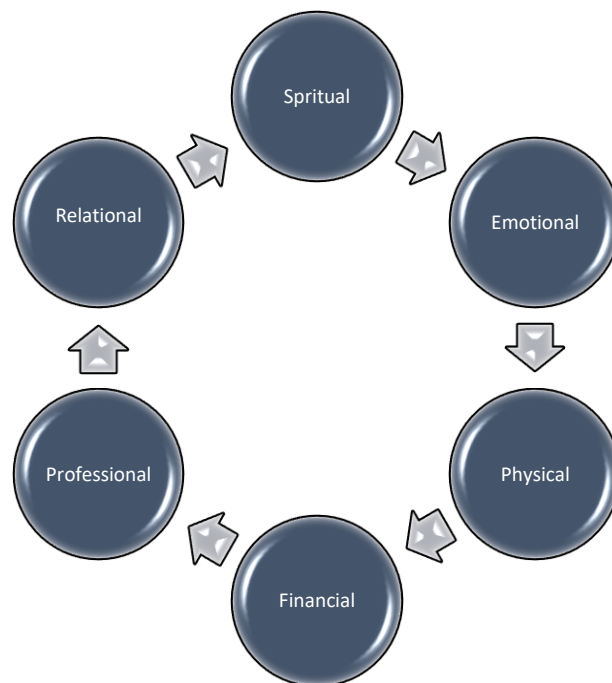 Spritual
Emotional
Physical
Financial
Professional
Relational